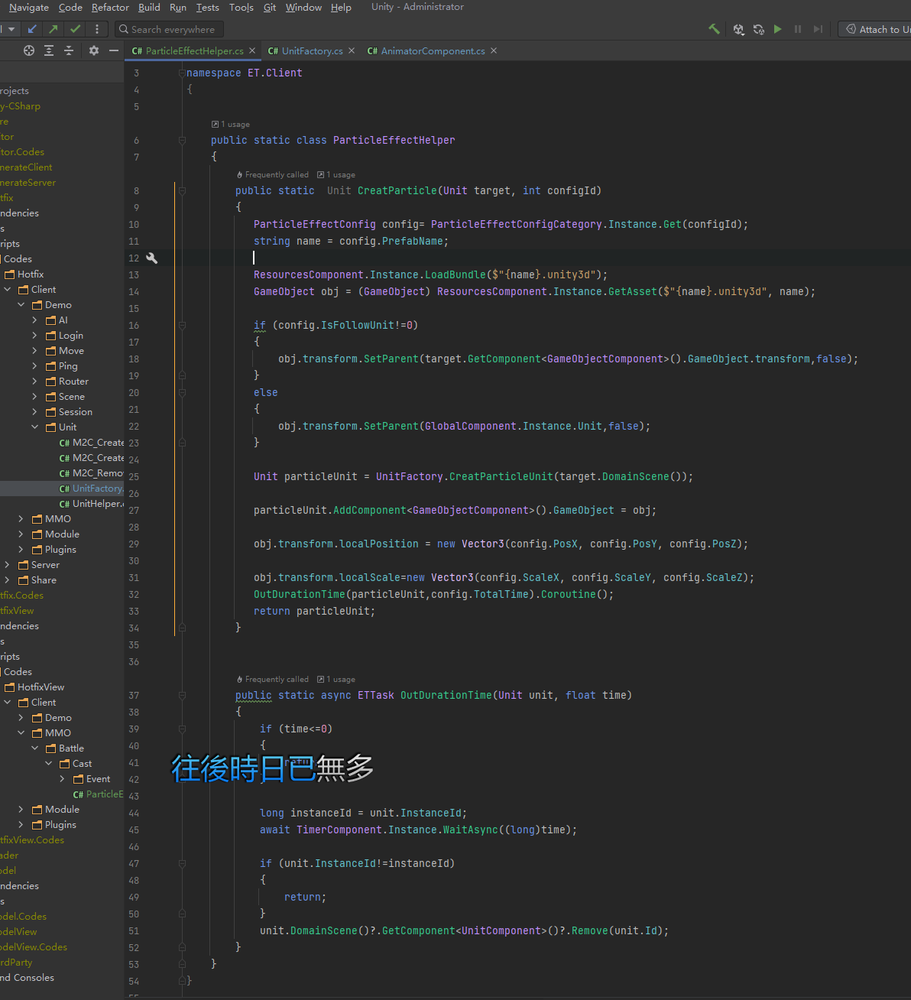 Navigate Code Refactor Build Run Tests Tools Git Window Help Unity - Administrator
Search everywhere Attach to Un
C# ParticleEffectHelper.cs × C# UnitFactory.cs × C# AnimatorComponent.cs ×
rojects
y-CSharp
re
itor
itor.Codes
enerateClient
enerateServer
tfix
ndencies
s
ripts
Codes
Hotfix
Client
Demo
AI
Login
Move
Ping
Router
Scene
Session
Unit
C# M2C_Create
C# M2C_Create
C# M2C_Remo
C# UnitFactory.
C# UnitHelper.c
MMO
Module
Plugins
Server
Share
tfix.Codes
tfixView
ndencies
s
ripts
Codes
HotfixView
Client
Demo
MMO
Battle
Cast
Event
C# ParticleE
Module
Plugins
tfixView.Codes
ader
odel
ndencies
s
odel.Codes
odelView
odelView.Codes
rdParty
nd Consoles
3 namespace ET.Client
4 {
5
1 usage
6 public static class ParticleEffectHelper
7 {
Frequently called 1 usage
8 public static Unit CreatParticle(Unit target, int configId)
9 {
10 ParticleEffectConfig config= ParticleEffectConfigCategory.Instance.Get(configId);
11 string name = config.PrefabName;
12
13 ResourcesComponent.Instance.LoadBundle($"{name}.unity3d");
14 GameObject obj = (GameObject) ResourcesComponent.Instance.GetAsset($"{name}.unity3d", name);
15
16 if (config.IsFollowUnit!=0)
17 {
18 obj.transform.SetParent(target.GetComponent<GameObjectComponent>().GameObject.transform,false);
19 }
20 else
21 {
22 obj.transform.SetParent(GlobalComponent.Instance.Unit,false);
23 }
24
25 Unit particleUnit = UnitFactory.CreatParticleUnit(target.DomainScene());
26
27 particleUnit.AddComponent<GameObjectComponent>().GameObject = obj;
28
29 obj.transform.localPosition = new Vector3(config.PosX, config.PosY, config.PosZ);
30
31 obj.transform.localScale=new Vector3(config.ScaleX, config.ScaleY, config.ScaleZ);
32 OutDurationTime(particleUnit,config.TotalTime).Coroutine();
33 return particleUnit;
34 }
35
36
Frequently called 1 usage
37 public static async ETTask OutDurationTime(Unit unit, float time)
38 {
39 if (time<=0)
40 {
41
往後時日已無多
42
43
44 long instanceId = unit.InstanceId;
45 await TimerComponent.Instance.WaitAsync((long)time);
46
47 if (unit.InstanceId!=instanceId)
48 {
49 return;
50 }
51 unit.DomainScene()?.GetComponent<UnitComponent>()?.Remove(unit.Id);
52 }
53 }
54 }